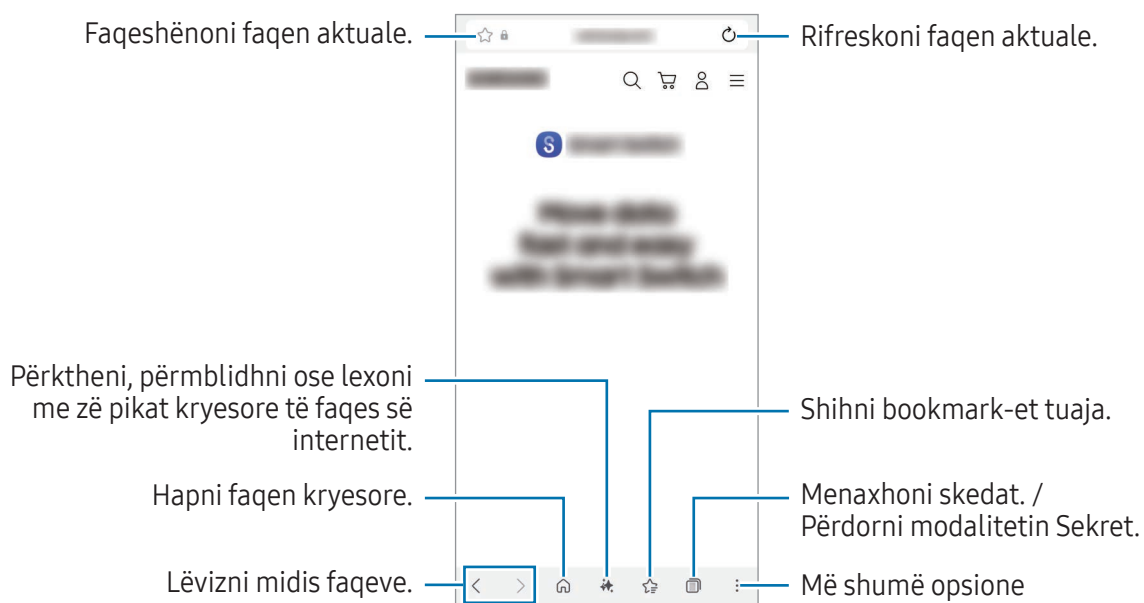 Faqeshënoni faqen aktuale.
Rifreskoni faqen aktuale.
S
Përktheni, përmblidhni ose lexoni
me zë pikat kryesore të faqes së
internetit.
Shihni bookmark-et tuaja.
Hapni faqen kryesore.
Menaxhoni skedat. /
Përdorni modalitetin Sekret.
Lëvizni midis faqeve.
Më shumë opsione